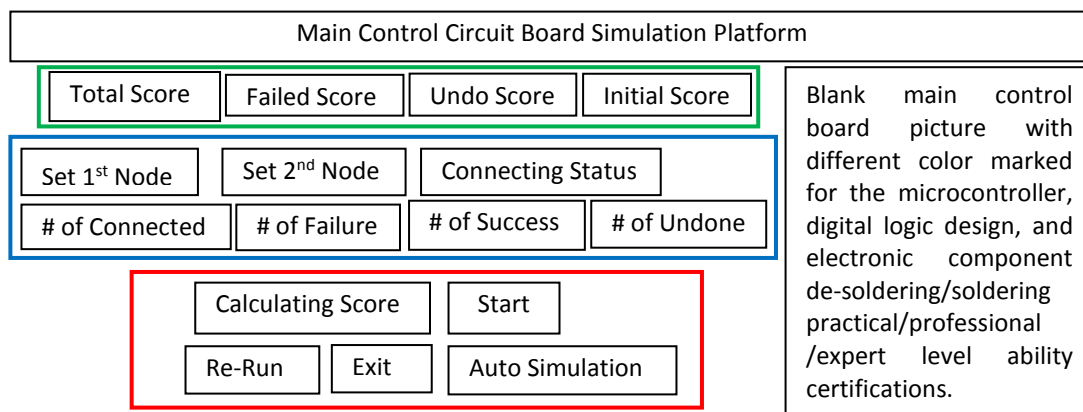 Main Control Circuit Board Simulation Platform
Total Score Failed Score Undo Score Initial Score
Set 1st Node Set 2nd Node Connecting Status
# of Connected # of Failure # of Success # of Undone
Calculating Score Start
Re-Run Exit Auto Simulation
Blank main control
board picture with
different color marked
for the microcontroller,
digital logic design, and
electronic component
de-soldering/soldering
practical/professional
/expert level ability
certifications.